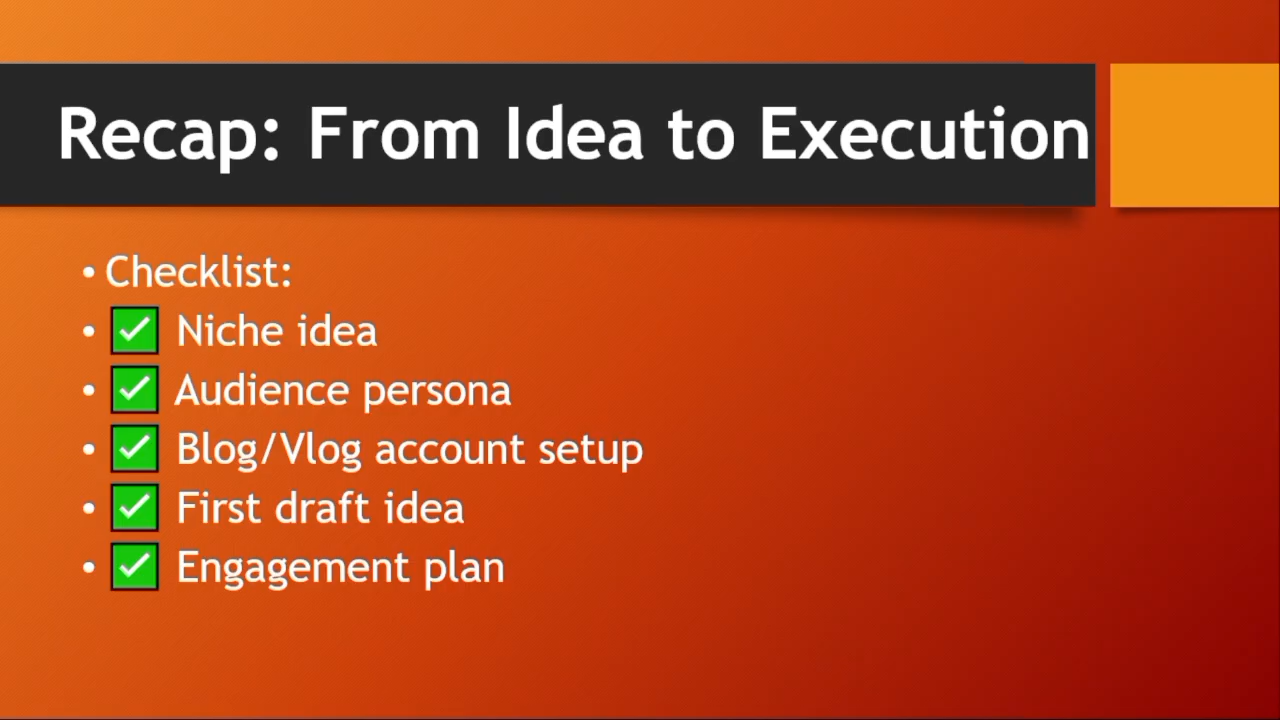 Recap: From Idea to Execution
• Checklist:
• ✅ Niche idea
• ✅ Audience persona
• ✅ Blog/Vlog account setup
• ✅ First draft idea
• ✅ Engagement plan